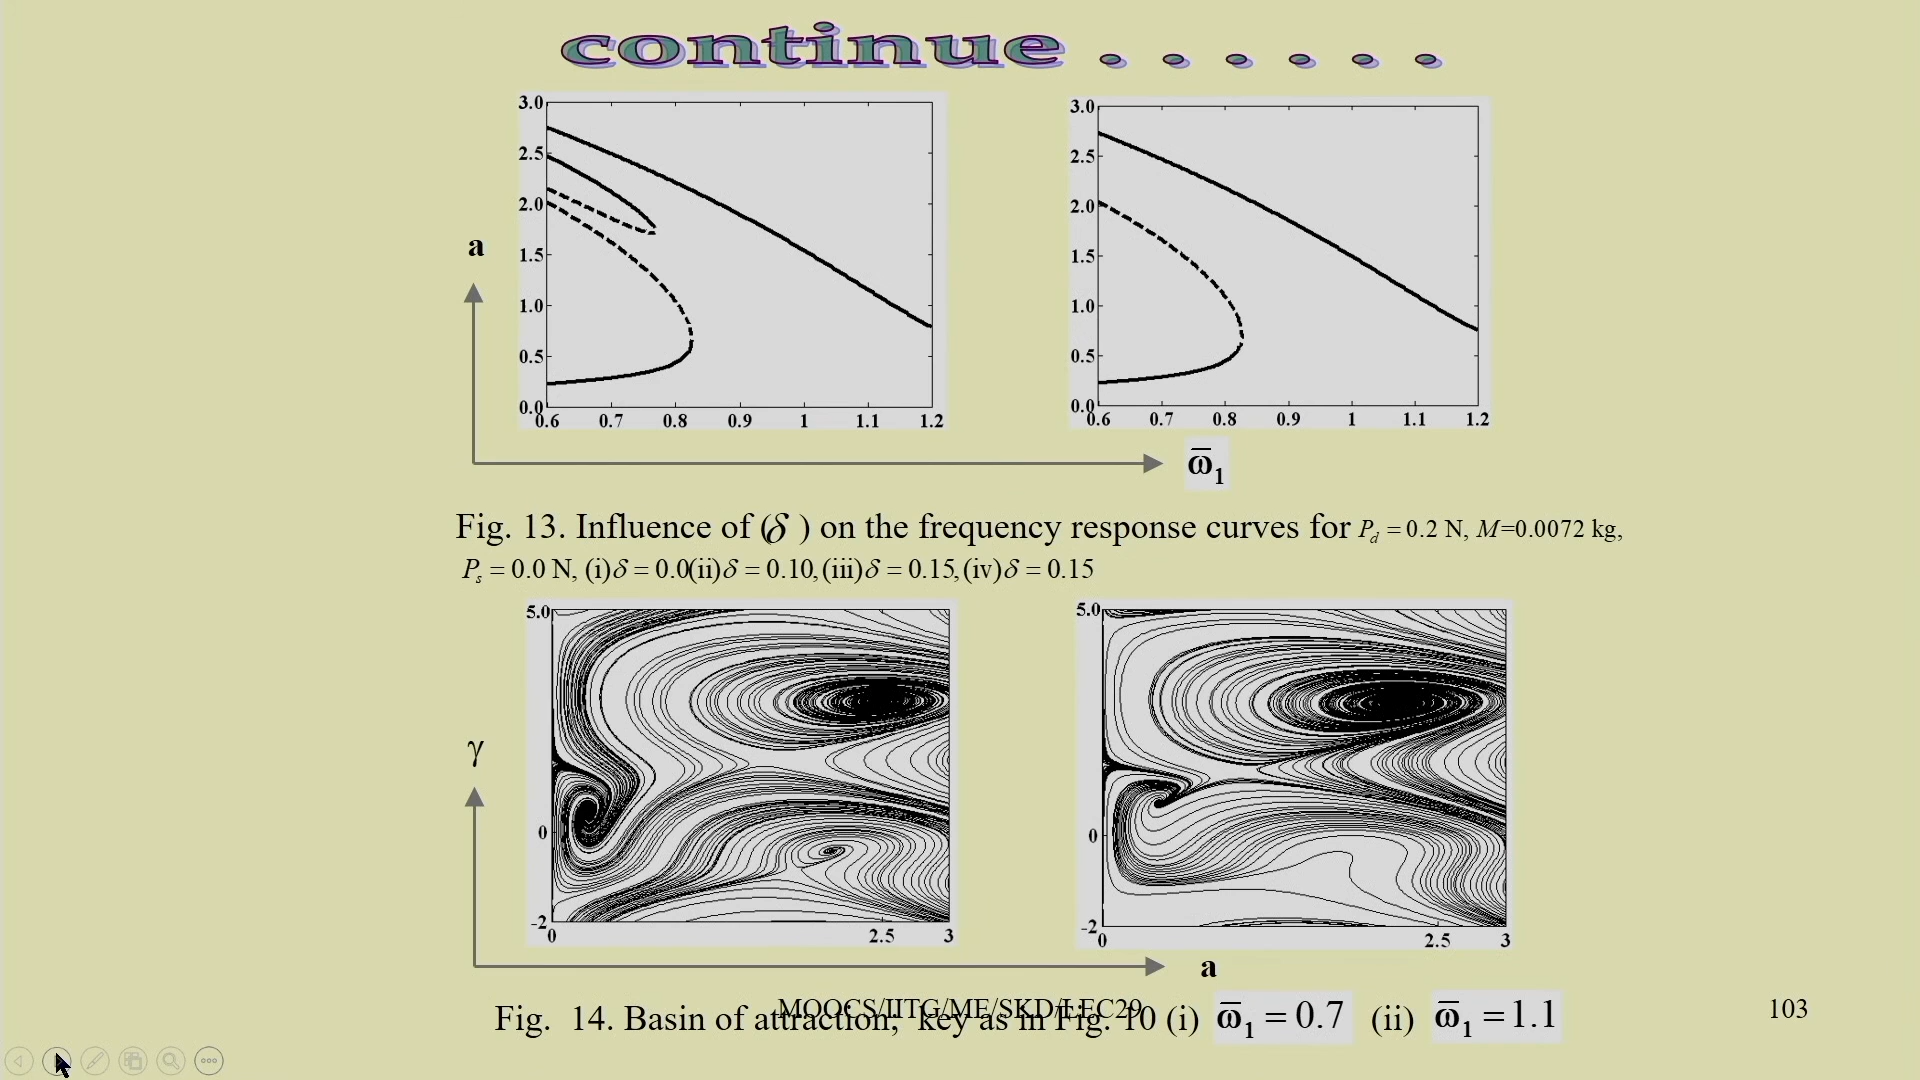 continue . . . . . .
3.0 3.0
2.5 2.5
2.0 2.0
a
1.5 1.5
1.0 1.0
0.5 0.5
0.0 0.0
0.6 0.7 0.8 0.9 1 1.1 1.2 0.6 0.7 0.8 0.9 1 1.1 1.2
ω̅₁
Fig. 13. Influence of (δ ) on the frequency response curves for P_d = 0.2 N, M=0.0072 kg,
P_s = 0.0 N, (i)δ = 0.0(ii)δ = 0.10,(iii)δ = 0.15,(iv)δ = 0.15
5.0 5.0
γ
0 0
-2 -2
0 2.5 3 0 2.5 3
a
MOOCS/IITG/ME/SKD/LEC29
103
Fig. 14. Basin of attraction; key as in Fig. 10 (i) ω̅₁ = 0.7 (ii) ω̅₁ = 1.1